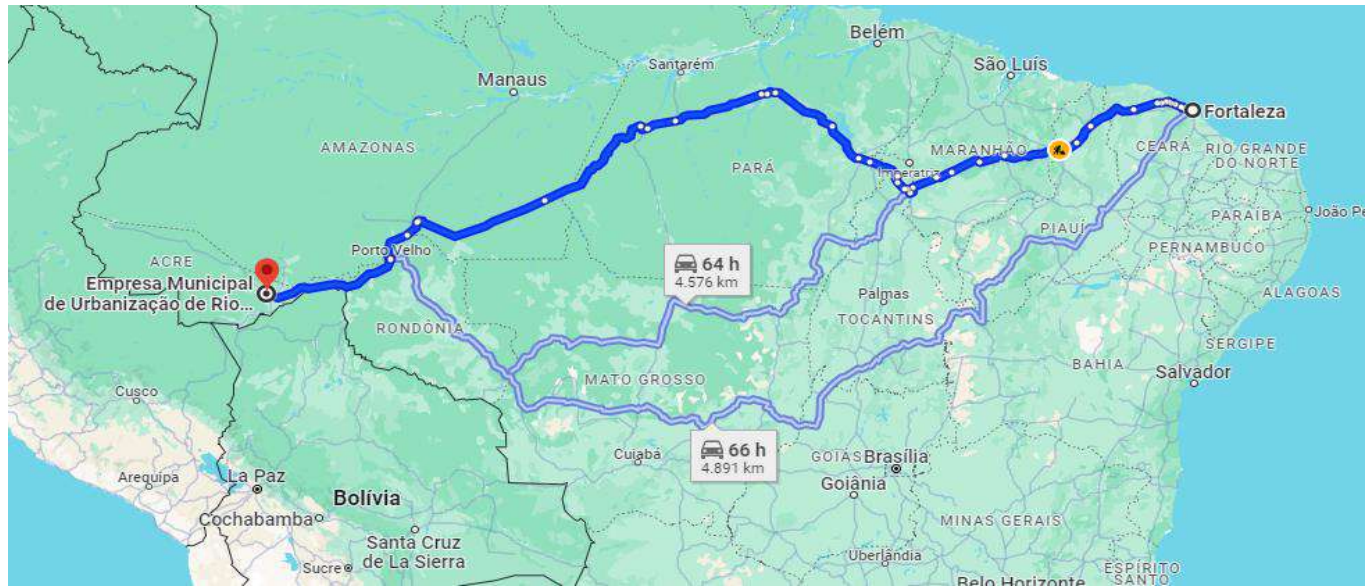 Belém
São Luís
Santarém
Manaus
Fortaleza
AMAZONAS
MARANHÃO
CEARÁ
RIO GRANDE
DO NORTE
PARÁ
Imperatriz
PARAÍBA
João Pe
PIAUÍ
PERNAMBUCO
Porto Velho
ACRE
Empresa Municipal
de Urbanização de Rio...
64 h
4.576 km
Palmas
TOCANTINS
ALAGOAS
RONDÔNIA
SERGIPE
BAHIA
MATO GROSSO
Salvador
Cusco
66 h
4.891 km
Cuiabá
GOIÁS
Brasília
Arequipa
La Paz
Bolívia
Goiânia
Cochabamba
MINAS GERAIS
Santa Cruz
de La Sierra
Sucre
Uberlândia
ESPÍRITO
SANTO
Belo Horizonte